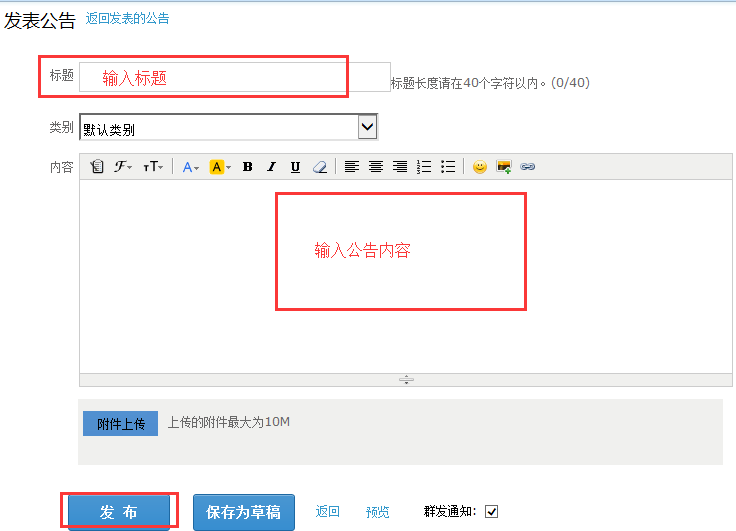 发表公告 返回发表的公告
标题 输入标题 标题长度请在40个字符以内。(0/40)
类别 默认类别
内容 F TT A A B I U
输入公告内容
附件上传 上传的附件最大为10M
发 布 保存为草稿 返回 预览 群发通知：